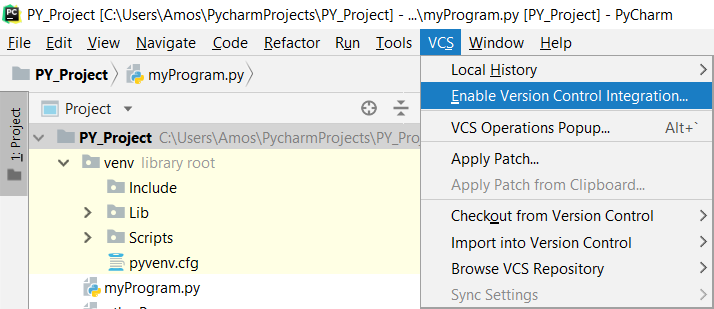 PY_Project [C:\Users\Amos\PycharmProjects\PY_Project] - ...\myProgram.py [PY_Project] - PyCharm
File Edit View Navigate Code Refactor Run Tools VCS Window Help
PY_Project myProgram.py
1: Project
Project
PY_Project C:\Users\Amos\PycharmProjects\PY_Pro
venv library root
Include
Lib
Scripts
pyvenv.cfg
myProgram.py
Local History
Enable Version Control Integration...
VCS Operations Popup... Alt+`
Apply Patch...
Apply Patch from Clipboard...
Checkout from Version Control
Import into Version Control
Browse VCS Repository
Sync Settings